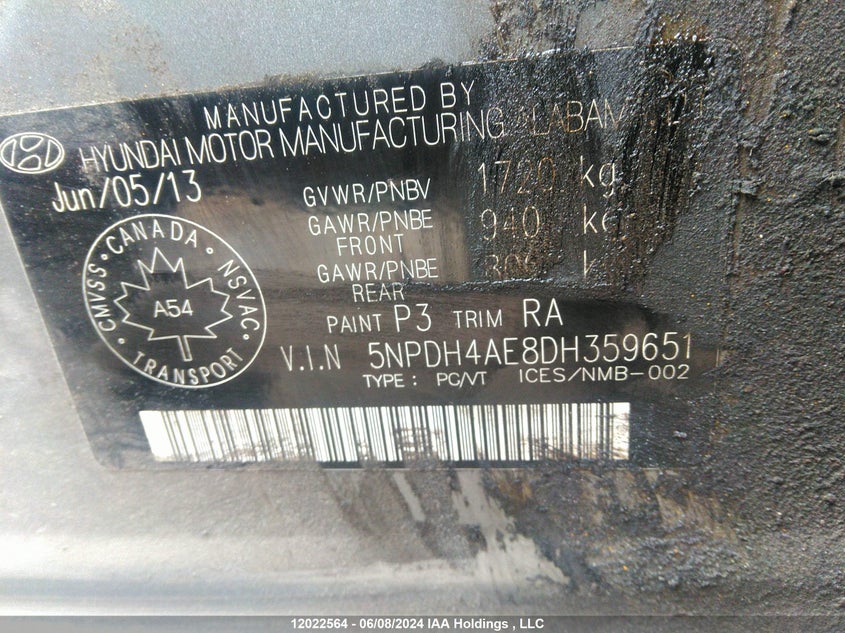 MANUFACTURED BY
HYUNDAI MOTOR MANUFACTURING
Jun/05/13
GVWR/PNBV 1720 kg
GAWR/PNBE 940
FRONT
GAWR/PNBE
REAR
CMVSS • CANADA • NSVAC • TRANSPORT •
A54
PAINT P3 TRIM RA
V.I.N 5NPDH4AE8DH359651
TYPE : PC/VT ICES/NMB-002
12022564 - 06/08/2024 IAA Holdings , LLC